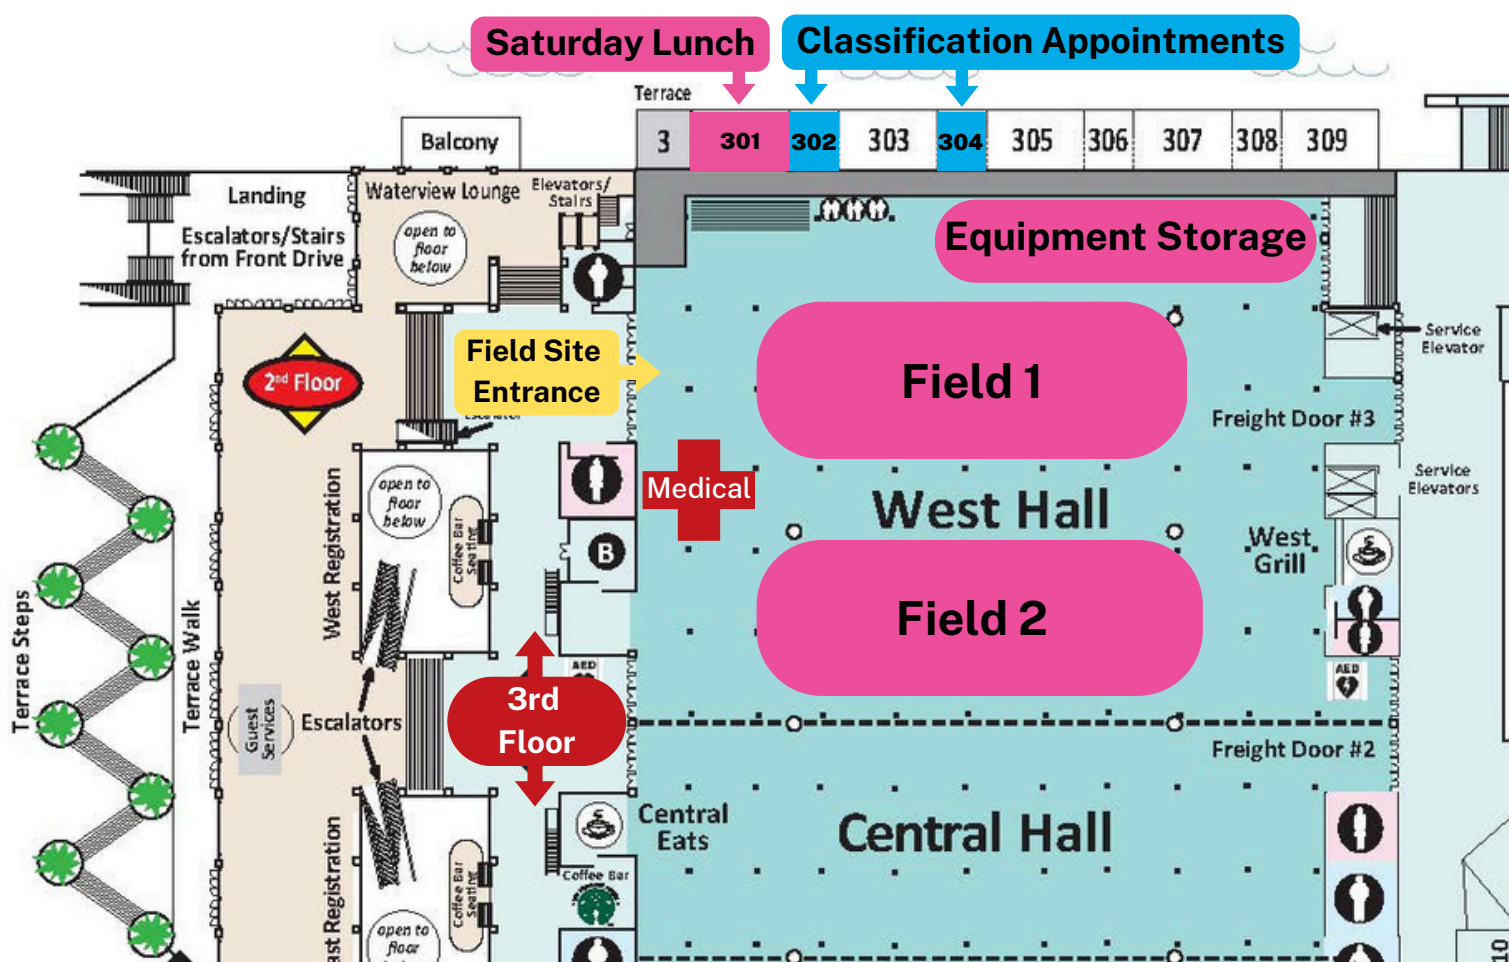 Saturday Lunch
Classification Appointments
Terrace
3
301
302
303
304
305
306
307
308
309
Balcony
Landing
Escalators/Stairs
from Front Drive
Waterview Lounge
Elevators/
Stairs
open to
floor
below
Equipment Storage
2nd Floor
Field Site
Entrance
Escalator
Field 1
Service
Elevator
Freight Door #3
Medical
West Hall
Service
Elevators
West
Grill
open to
floor
below
Coffee Bar
Seating
West Registration
B
Field 2
Terrace Steps
Terrace Walk
AED
AED
3rd
Floor
Guest
Services
Escalators
Freight Door #2
Central
Eats
Central Hall
Coffee Bar
Coffee Bar
Seating
ast Registration
open to
floor
10